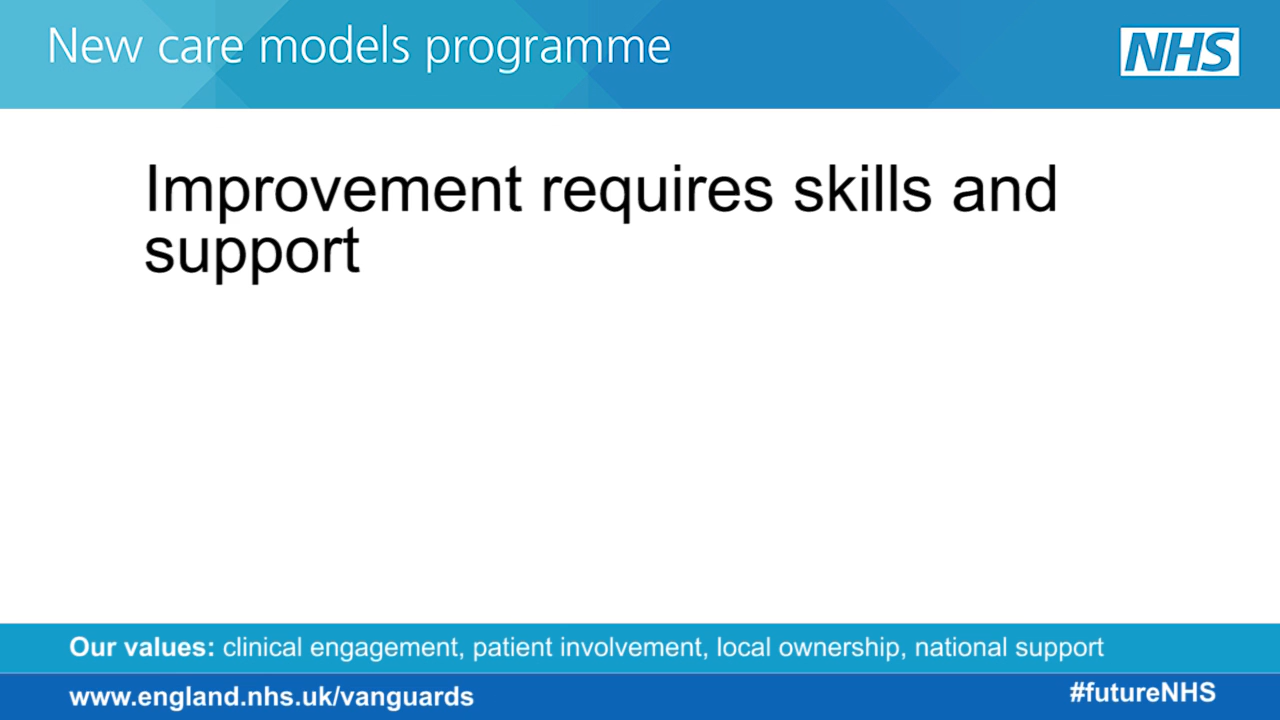 New care models programme
NHS
Improvement requires skills and
support
Our values: clinical engagement, patient involvement, local ownership, national support
www.england.nhs.uk/vanguards
#futureNHS